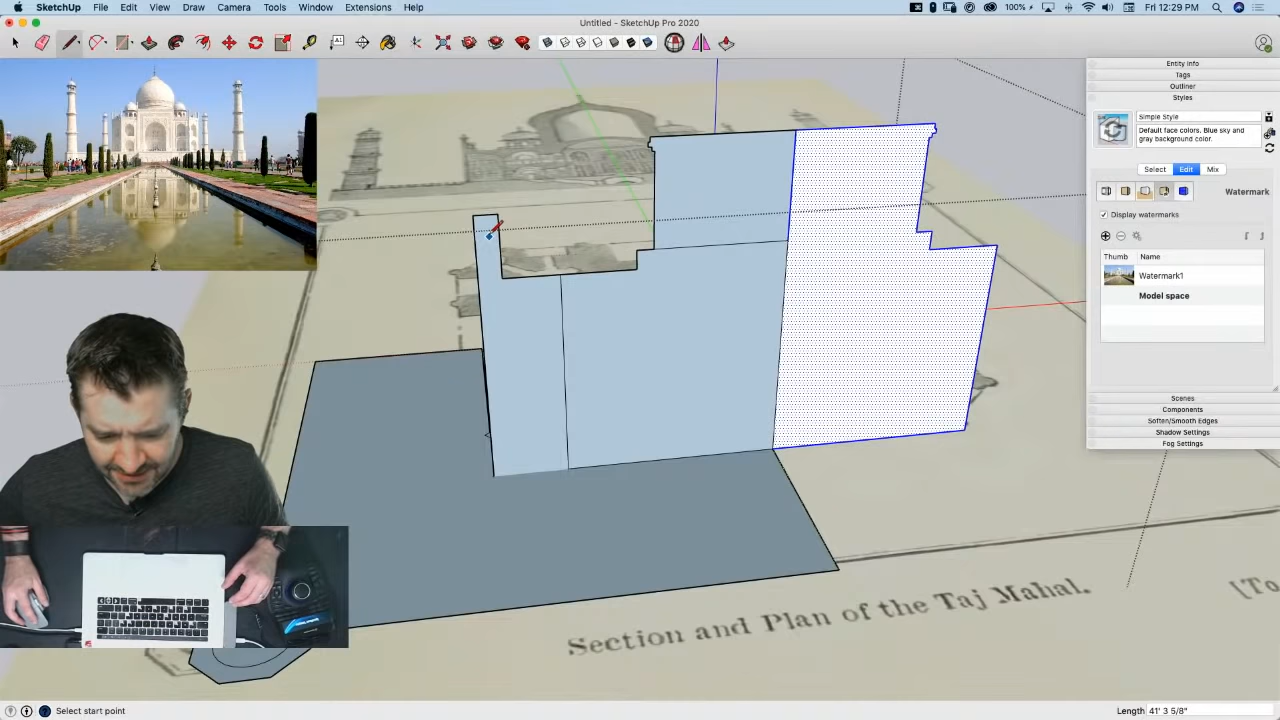 SketchUp File Edit View Camera Draw Tools Window Extensions Help
100% Fri 12:29 PM
Untitled - SketchUp Pro 2020
Entity Info
Tags
Outliner
Styles
Simple Style
Default face colors. Blue sky and
gray background color.
Select Edit Mix
Watermark
Display watermarks
Thumb Name
Watermark1
Model space
Scenes
Components
Soften/Smooth Edges
Shadow Settings
Fog Settings
Section and Plan of the Taj Mahal.
[To
Select start point
Length 41' 3 5/8"